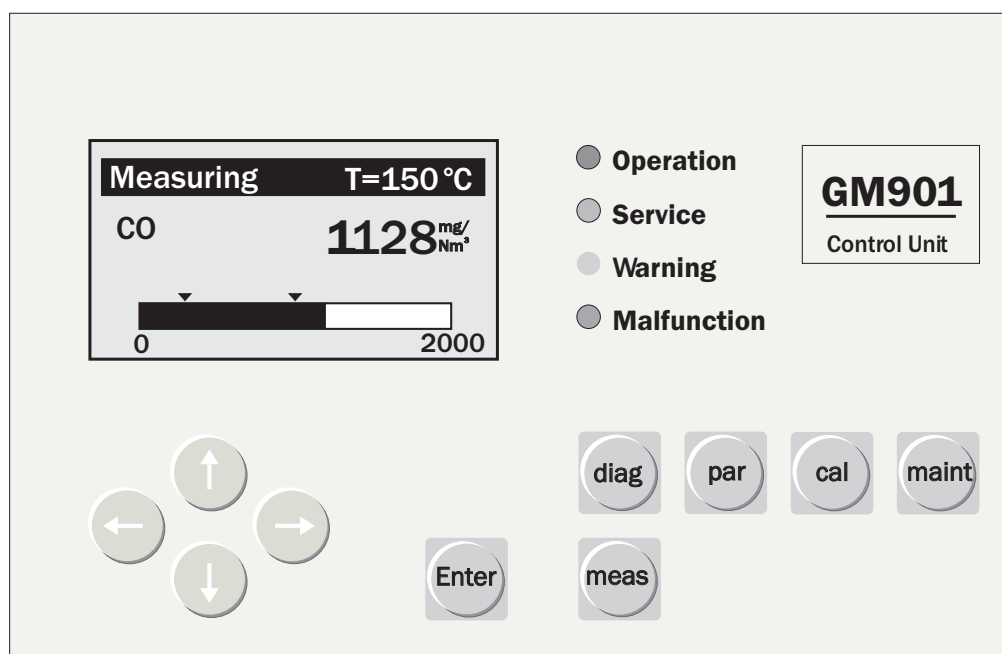 Measuring T=150 °C
CO 1128 mg/Nm³
0 2000
Operation
Service
Warning
Malfunction
GM901
Control Unit
diag par cal maint
Enter meas